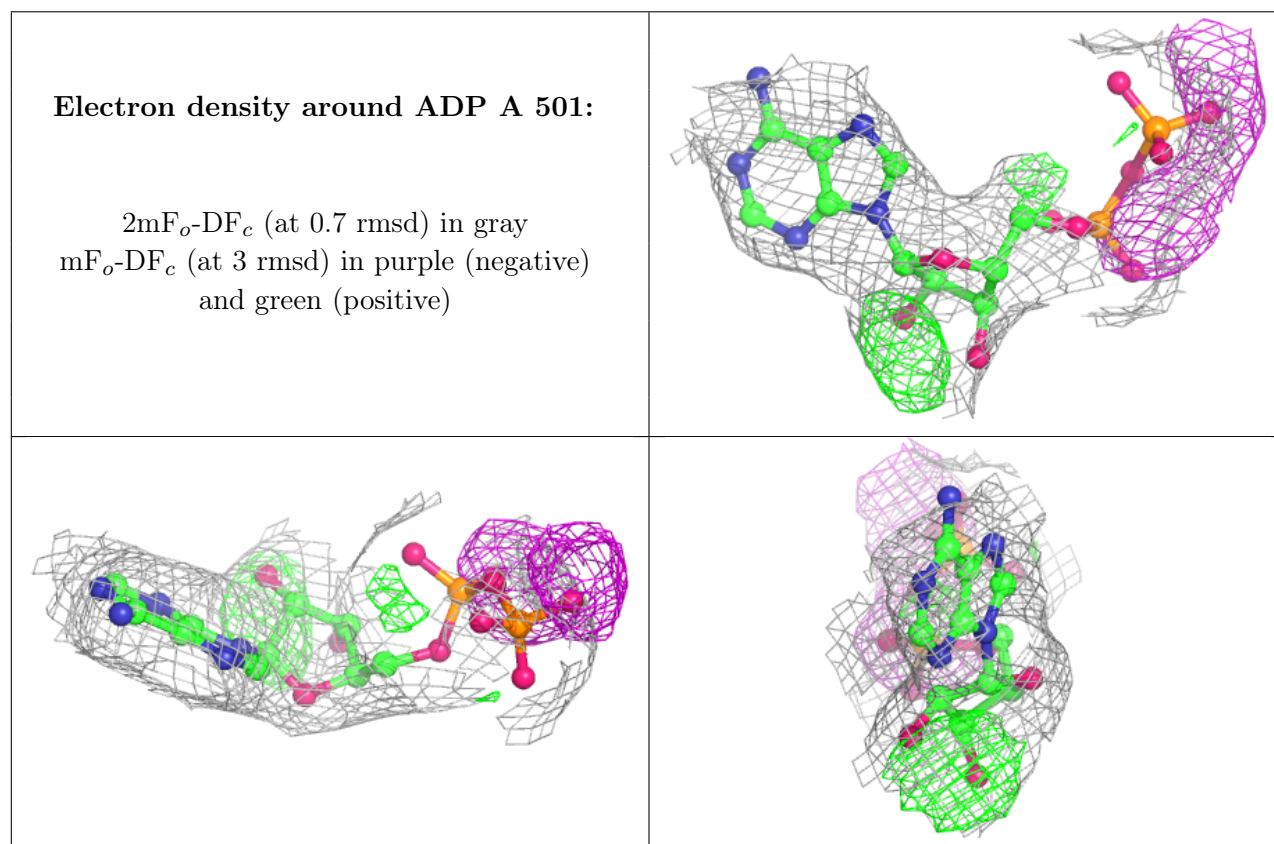 Electron density around ADP A 501:
2mFₒ-DF𝒸 (at 0.7 rmsd) in gray
mFₒ-DF𝒸 (at 3 rmsd) in purple (negative)
and green (positive)